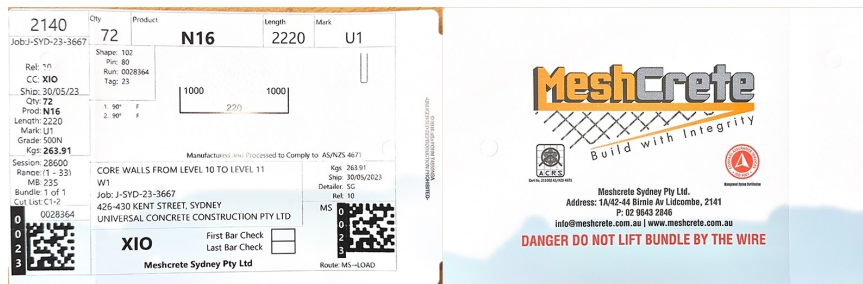 2140
Job:J-SYD-23-3667
Rel: 10
CC: XIO
Ship: 30/05/23
Qty: 72
Prod: N16
Length: 2220
Mark: U1
Grade: 500N
Kgs: 263.91
Session: 28600
Range: (1 - 33)
MB: 235
Bundle: 1 of 1
Cut List: C1-2
0028364
0023
Qty
72
Product
N16
Length
2220
Mark
U1
Shape: 102
Pin: 80
Run: 0028364
Tag: 23
1. 90° F
2. 90° F
1000
1000
220
Manufactured and Processed to Comply to AS/NZS 4671
CORE WALLS FROM LEVEL 10 TO LEVEL 11
W1
Job: J-SYD-23-3667
426-430 KENT STREET, SYDNEY
UNIVERSAL CONCRETE CONSTRUCTION PTY LTD
Kgs 263.91
Ship: 30/05/2023
Detailer: SG
Rel: 10
MS
0023
XIO
First Bar Check
Last Bar Check
Meshcrete Sydney Pty Ltd
Route: MS→LOAD
MeshCrete
Build with Integrity
ACRS
Meshcrete Sydney Pty Ltd.
Address: 1A/42-44 Birnie Av Lidcombe, 2141
P: 02 9643 2846
info@meshcrete.com.au | www.meshcrete.com.au
DANGER DO NOT LIFT BUNDLE BY THE WIRE